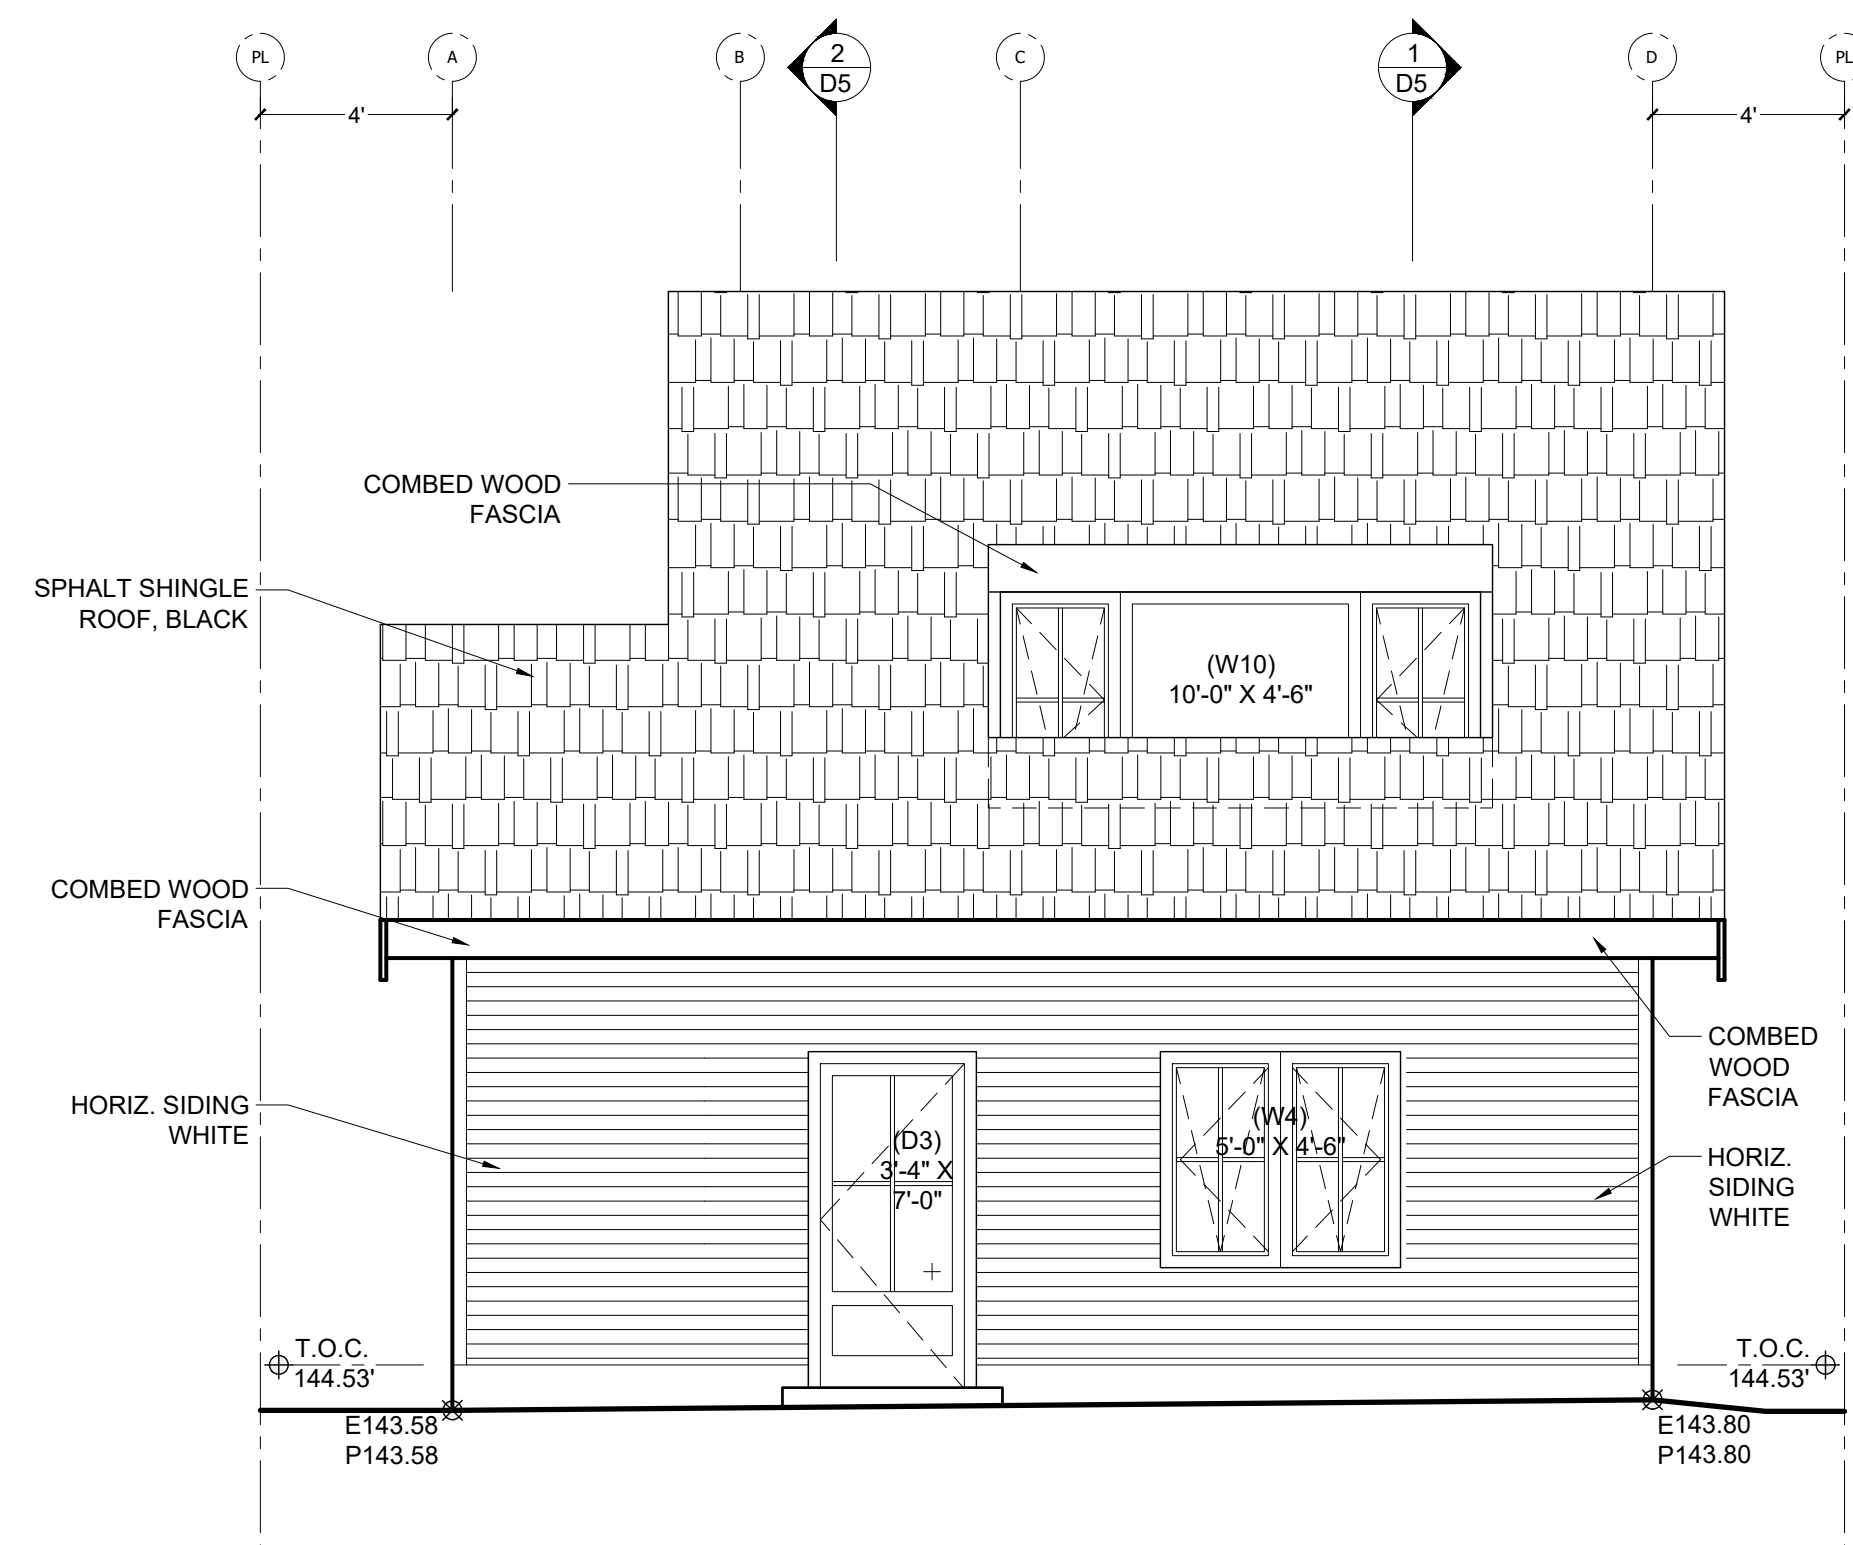 PL
A
B
2
D5
C
1
D5
D
PL
4'
4'
COMBED WOOD
FASCIA
SPHALT SHINGLE
ROOF, BLACK
(W10)
10'-0" X 4'-6"
COMBED WOOD
FASCIA
COMBED
WOOD
FASCIA
HORIZ. SIDING
WHITE
(D3)
3'-4" X
7'-0"
(W4)
5'-0" X 4'-6"
HORIZ.
SIDING
WHITE
T.O.C.
144.53'
T.O.C.
144.53'
E143.58
P143.58
E143.80
P143.80